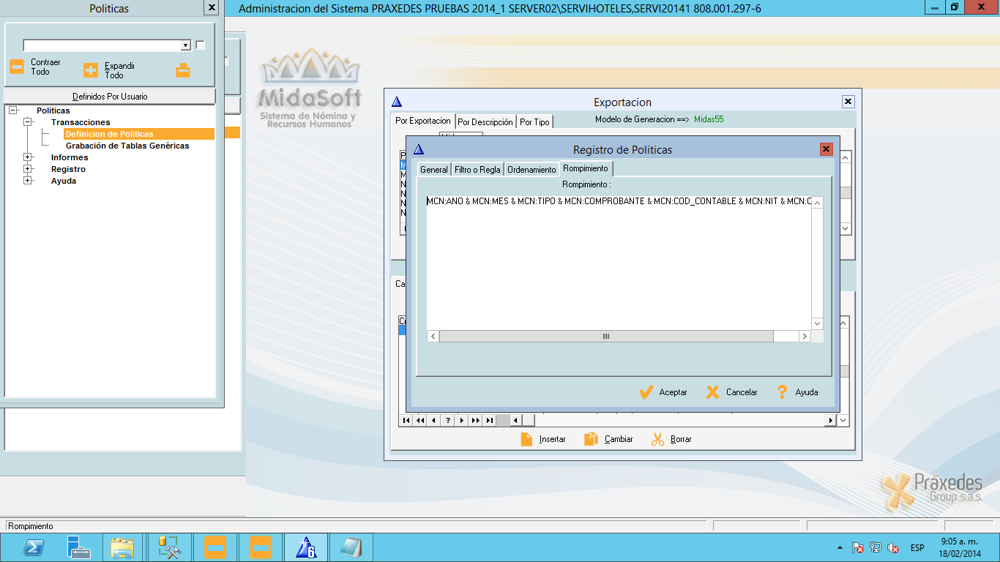 Politicas
Administracion del Sistema PRAXEDES PRUEBAS 2014_1 SERVER02\SERVIHOTELES,SERVI20141 808.001.297-6
Contraer
Todo
Expandi
Todo
Definidos Por Usuario
Politicas
Transacciones
Definicion de Politicas
Grabación de Tablas Genéricas
Informes
Registro
Ayuda
MidaSoft
Sistema de Nómina y
Recursos Humanos
Exportacion
Por Exportacion
Por Descripción
Por Tipo
Modelo de Generacion ==> Midas55
Registro de Politicas
General
Filtro o Regla
Ordenamiento
Rompimiento
Rompimiento :
MCN:ANO & MCN:MES & MCN:TIPO & MCN:COMPROBANTE & MCN:COD_CONTABLE & MCN:NIT & MCN:C
Aceptar
Cancelar
Ayuda
Insertar
Cambiar
Borrar
Práxedes
Group s.a.s.
Rompimiento
6
ESP
9:05 a. m.
18/02/2014